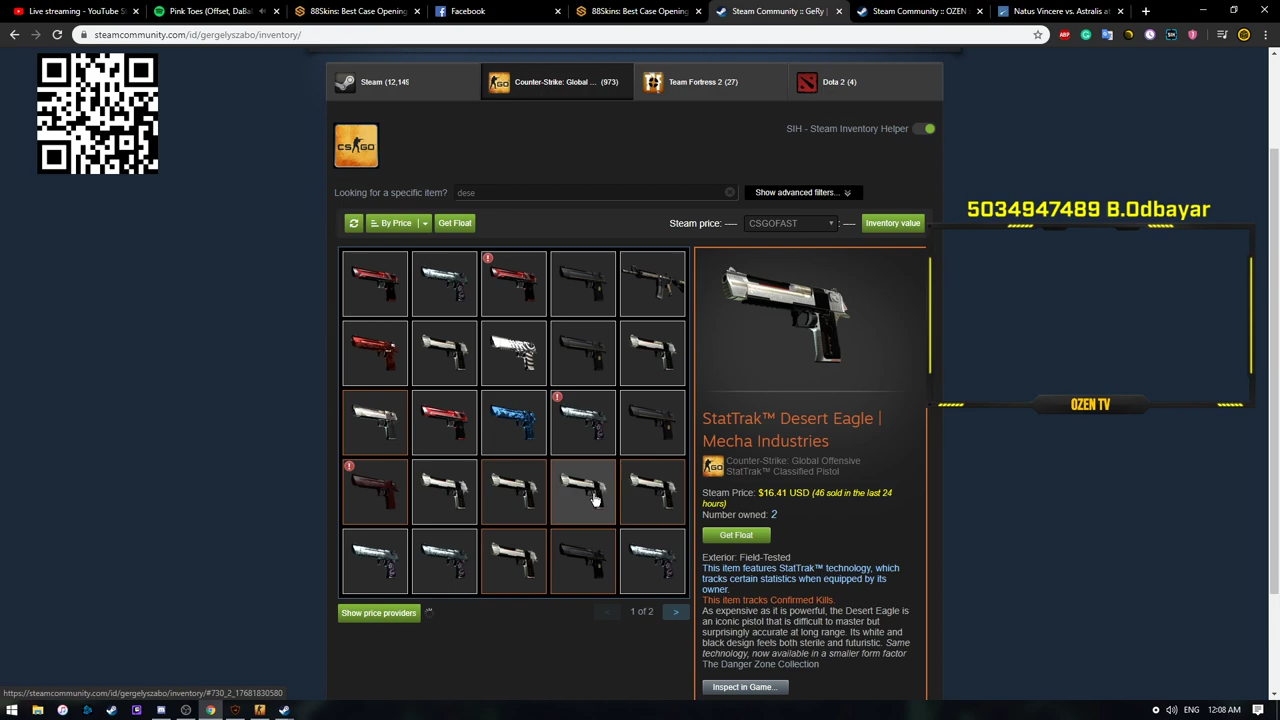 88Skins: Best Case Opening
YouTube - S
Pink Toes (Offset, DaBa
88Skins: Best Case Opening
Facebook
88Skins: Best Case Opening
Steam Community :: GeRy
Steam Community :: OZEN
Natus Vincere vs. Astralis at
steamcommunity.com/id/gergelyszabo/inventory/
Steam (12,149
Counter-Strike: Global ... (973)
Team Fortress 2 (27)
Dota 2 (4)
SIH - Steam Inventory Helper
CS GO
Looking for a specific item?
dese
Show advanced filters...
By Price
Get Float
Steam price: ----
CSGOFAST
: ----
Inventory value
5034947489 B.Odbayar
OZEN TV
StatTrak™ Desert Eagle |
Mecha Industries
Counter-Strike: Global Offensive
StatTrak™ Classified Pistol
Steam Price: $16.41 USD (46 sold in the last 24
hours)
Number owned: 2
Get Float
Exterior: Field-Tested
This item features StatTrak™ technology, which
tracks certain statistics when equipped by its
owner.
This item tracks Confirmed Kills.
As expensive as it is powerful, the Desert Eagle is
an iconic pistol that is difficult to master but
surprisingly accurate at long range. Its white and
black design feels both sterile and futuristic. Same
technology, now available in a smaller form factor
The Danger Zone Collection
Inspect in Game...
Show price providers
<
1 of 2
>
https://steamcommunity.com/id/gergelyszabo/inventory/#730_2_17681830580
ENG
12:08 AM